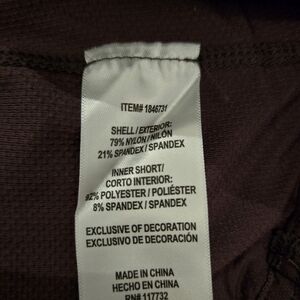 ITEM# 1846731
SHELL / EXTERIOR:
79% NYLON / NILÓN
21% SPANDEX / SPANDEX
INNER SHORT/
CORTO INTERIOR:
92% POLYESTER / POLIÉSTER
8% SPANDEX / SPANDEX
EXCLUSIVE OF DECORATION
EXCLUSIVO DE DECORACIÓN
MADE IN CHINA
HECHO EN CHINA
RN# 117732